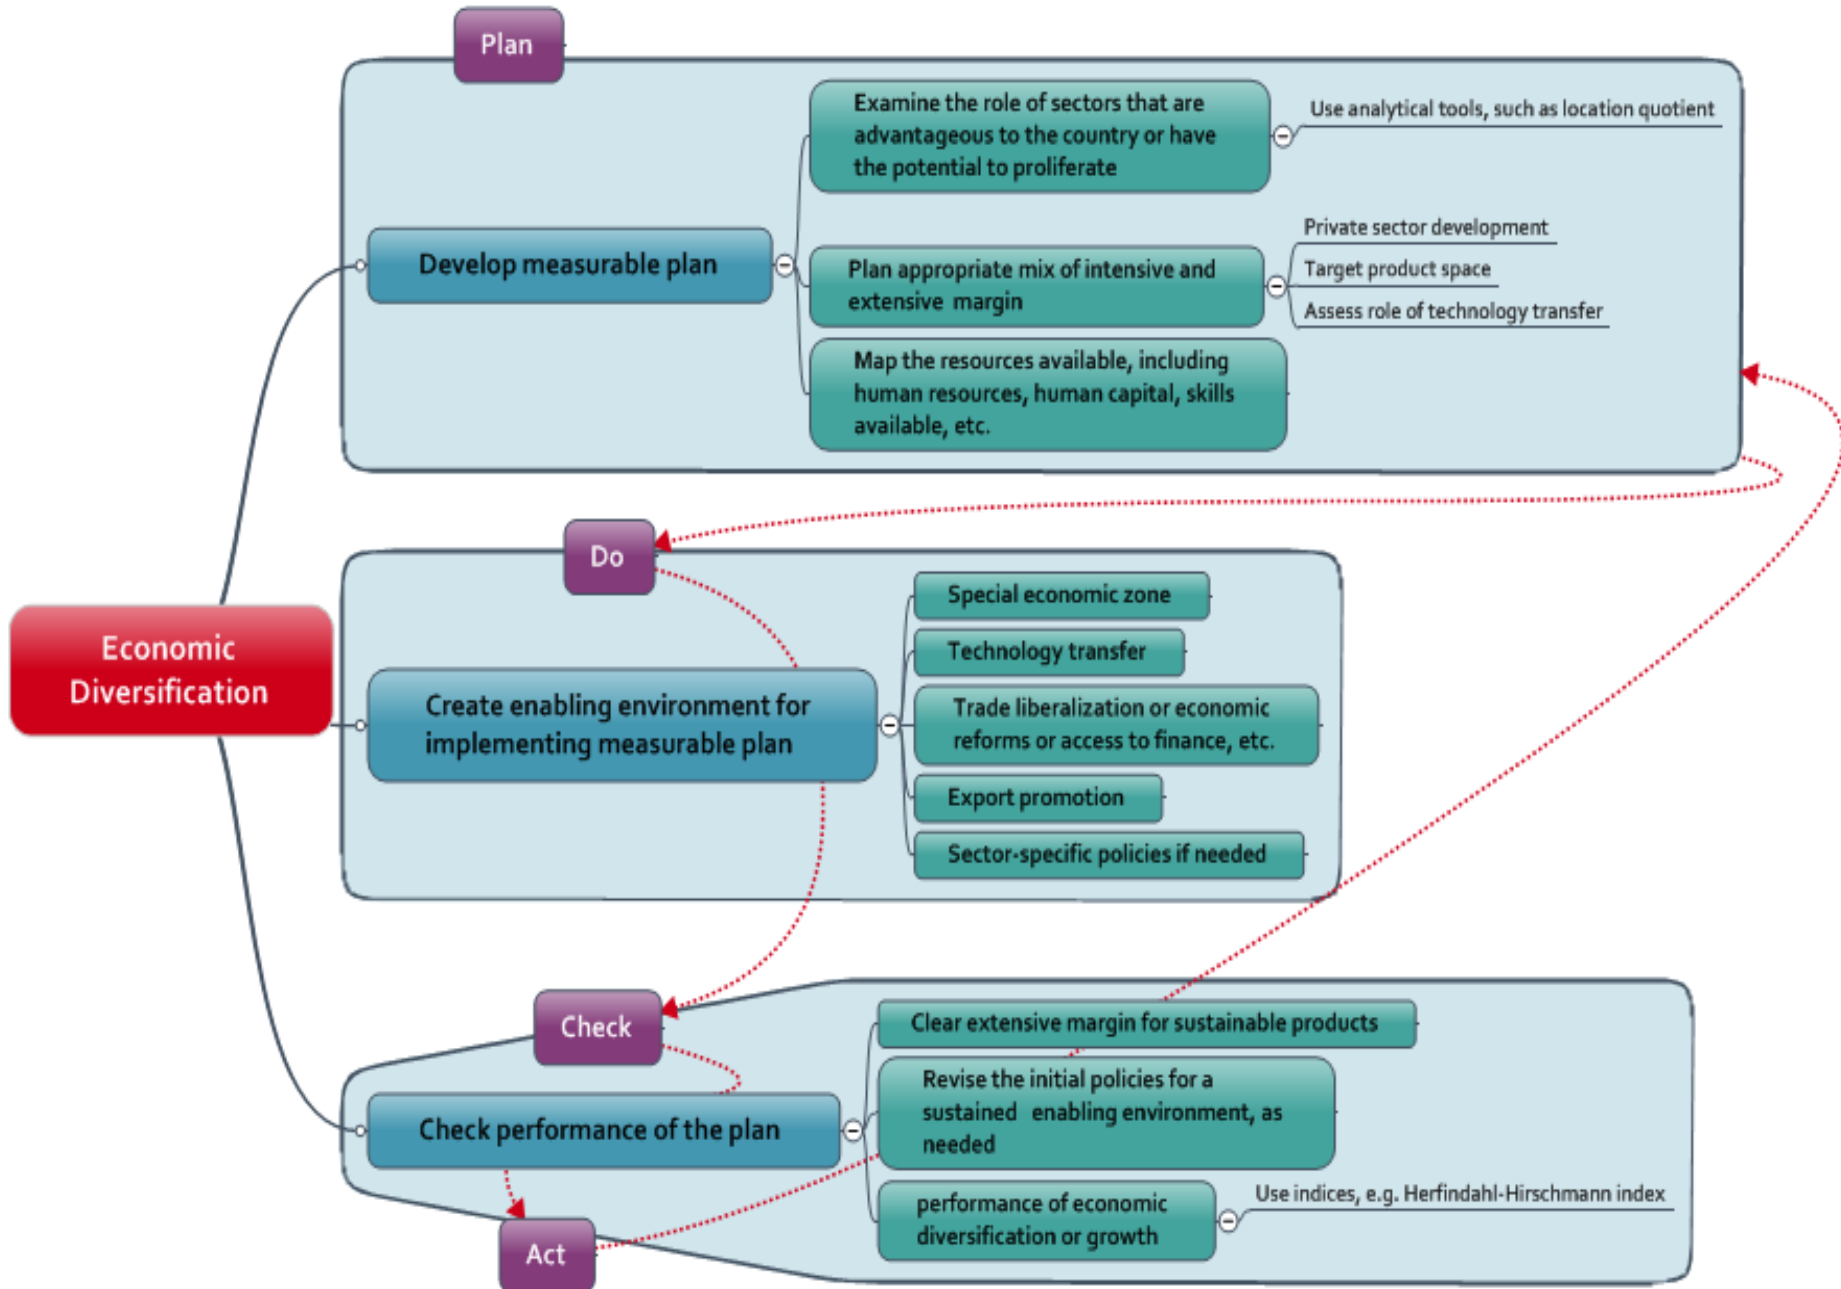 Plan
Examine the role of sectors that are
advantageous to the country or have
the potential to proliferate
Use analytical tools, such as location quotient
Develop measurable plan
Plan appropriate mix of intensive and
extensive margin
Private sector development
Target product space
Assess role of technology transfer
Map the resources available, including
human resources, human capital, skills
available, etc.
Economic
Diversification
Do
Create enabling environment for
implementing measurable plan
Special economic zone
Technology transfer
Trade liberalization or economic
reforms or access to finance, etc.
Export promotion
Sector-specific policies if needed
Check
Check performance of the plan
Clear extensive margin for sustainable products
Revise the initial policies for a
sustained enabling environment, as
needed
performance of economic
diversification or growth
Use indices, e.g. Herfindahl-Hirschmann index
Act